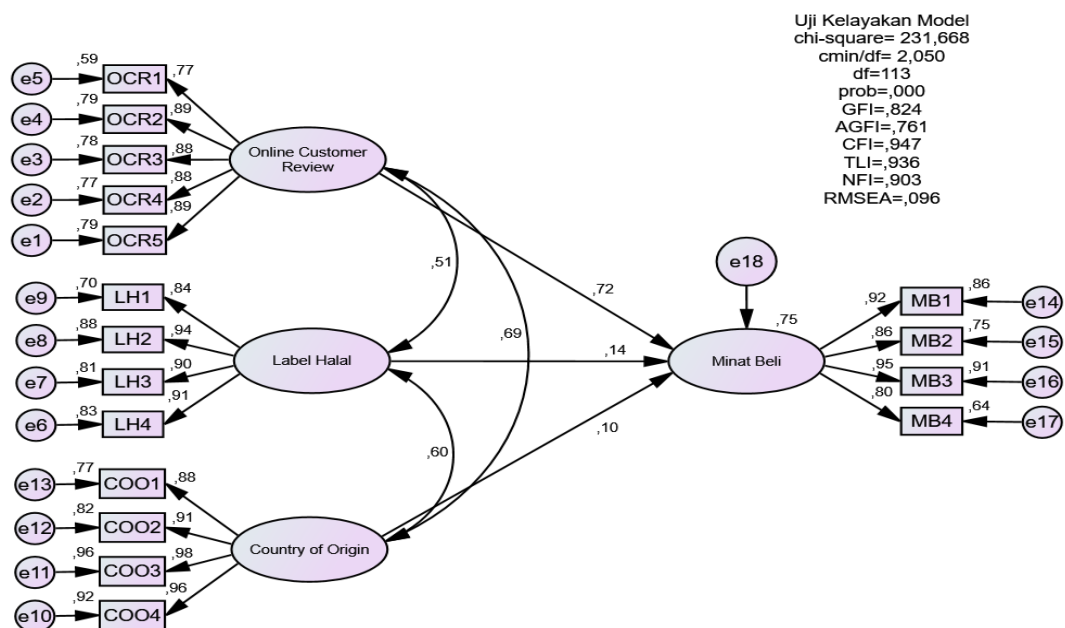 Uji Kelayakan Model
chi-square= 231,668
cmin/df= 2,050
df=113
prob=,000
GFI=,824
AGFI=,761
CFI=,947
TLI=,936
NFI=,903
RMSEA=,096
e5 ,59 OCR1 ,77
e4 ,79 OCR2 ,89
e3 ,78 OCR3 ,88
e2 ,77 OCR4 ,88
e1 ,79 OCR5 ,89
Online Customer
Review
e9 ,70 LH1 ,84
e8 ,88 LH2 ,94
e7 ,81 LH3 ,90
e6 ,83 LH4 ,91
Label Halal
e13 ,77 COO1 ,88
e12 ,82 COO2 ,91
e11 ,96 COO3 ,98
e10 ,92 COO4 ,96
Country of Origin
,51
,69
,60
,72
,14
,10
e18
,75
Minat Beli
,92 MB1 ,86 e14
,86 MB2 ,75 e15
,95 MB3 ,91 e16
,80 MB4 ,64 e17